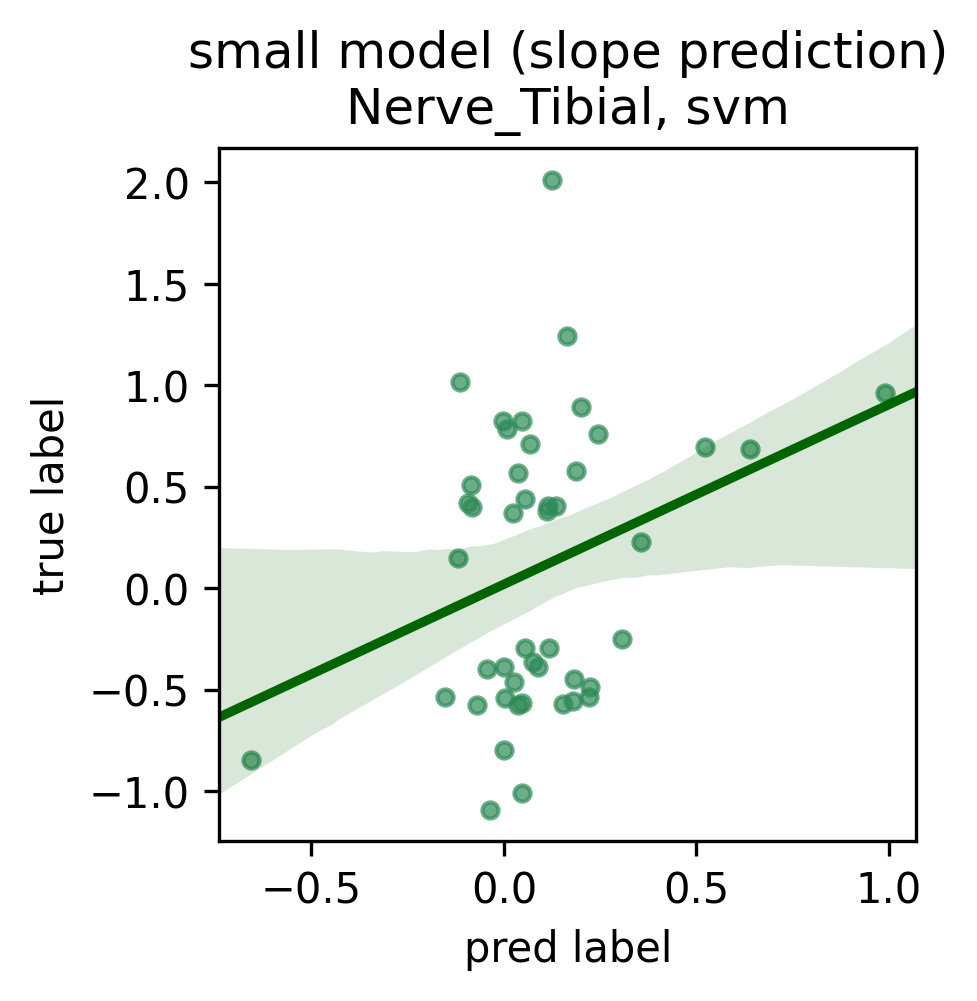 small model (slope prediction)
Nerve_Tibial, svm
2.0
1.5
1.0
0.5
0.0
−0.5
−1.0
true label
−0.5 0.0 0.5 1.0
pred label